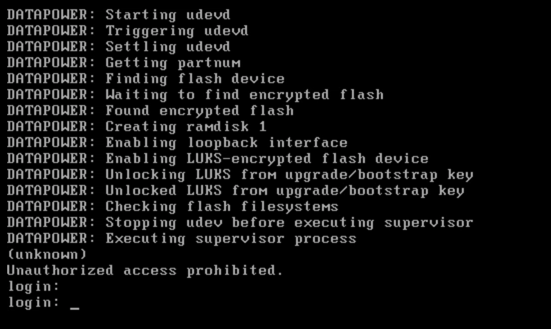 DATAPOWER: Starting udevd
DATAPOWER: Triggering udevd
DATAPOWER: Settling udevd
DATAPOWER: Getting partnum
DATAPOWER: Finding flash device
DATAPOWER: Waiting to find encrypted flash
DATAPOWER: Found encrypted flash
DATAPOWER: Creating ramdisk 1
DATAPOWER: Enabling loopback interface
DATAPOWER: Enabling LUKS-encrypted flash device
DATAPOWER: Unlocking LUKS from upgrade/bootstrap key
DATAPOWER: Unlocked LUKS from upgrade/bootstrap key
DATAPOWER: Checking flash filesystems
DATAPOWER: Stopping udev before executing supervisor
DATAPOWER: Executing supervisor process
(unknown)
Unauthorized access prohibited.
login:
login: _